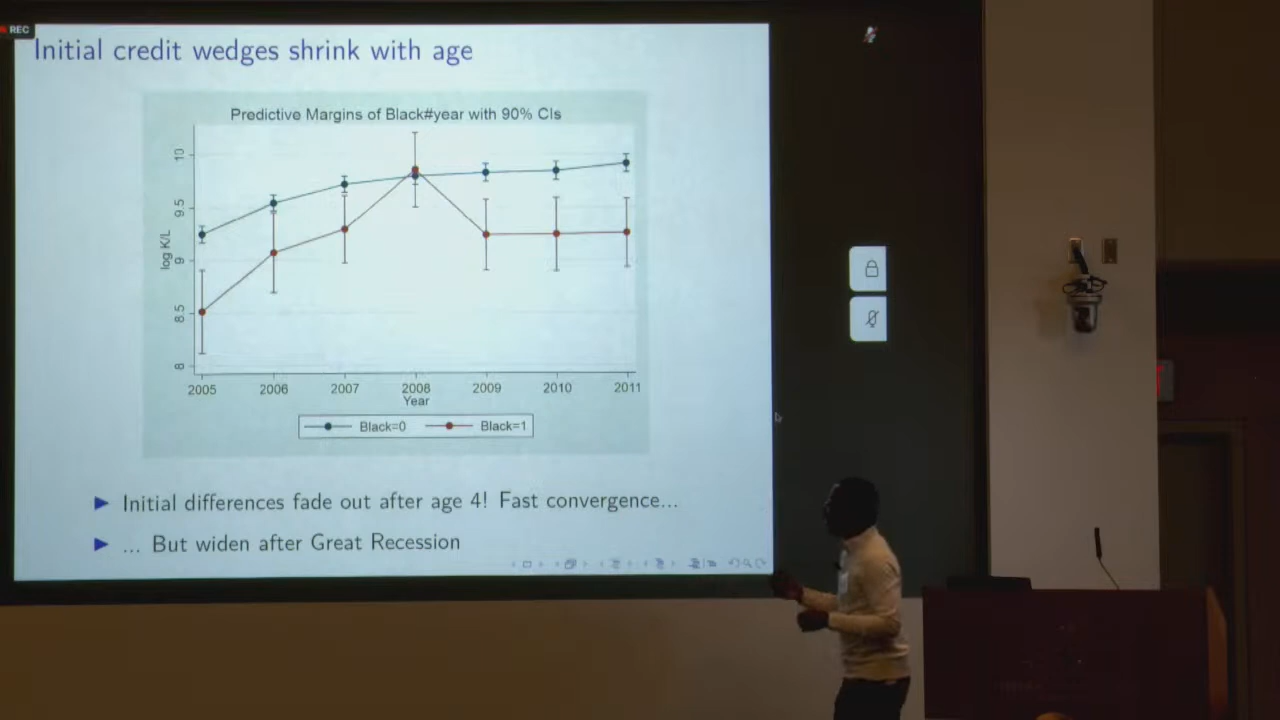 REC
Initial credit wedges shrink with age
Predictive Margins of Black#year with 90% CIs
10
9.5
9
8.5
8
log K/L
2005 2006 2007 2008 2009 2010 2011
Year
Black=0 Black=1
Initial differences fade out after age 4! Fast convergence...
... But widen after Great Recession